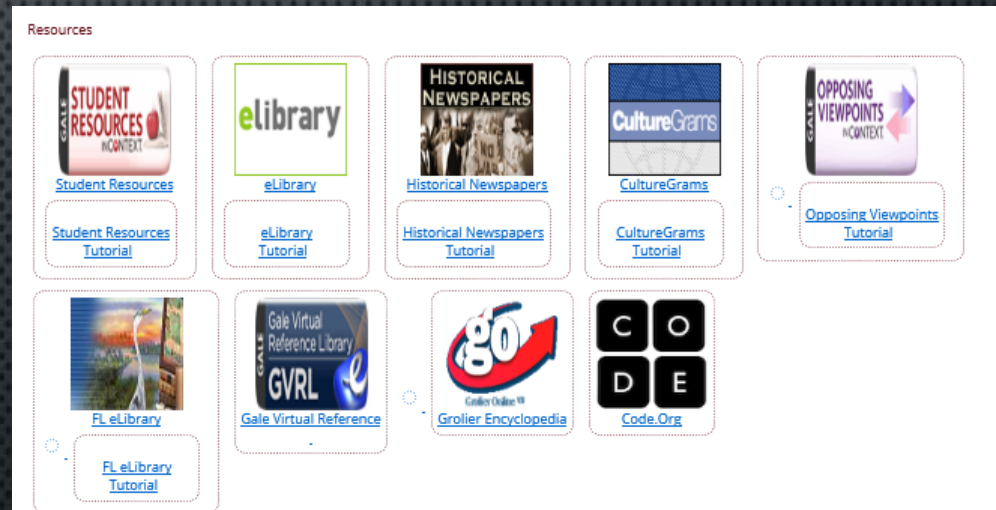 Resources
GALE
STUDENT
RESOURCES
IN CONTEXT
Student Resources
Student Resources
Tutorial
elibrary
eLibrary
eLibrary
Tutorial
HISTORICAL
NEWSPAPERS
Historical Newspapers
Historical Newspapers
Tutorial
CultureGrams
CultureGrams
CultureGrams
Tutorial
GALE
OPPOSING
VIEWPOINTS
IN CONTEXT
Opposing Viewpoints
Tutorial
FL eLibrary
FL eLibrary
Tutorial
GALE
Gale Virtual
Reference Library
GVRL
e
Gale Virtual Reference
go
Grolier Online
Grolier Encyclopedia
C O
D E
Code.Org